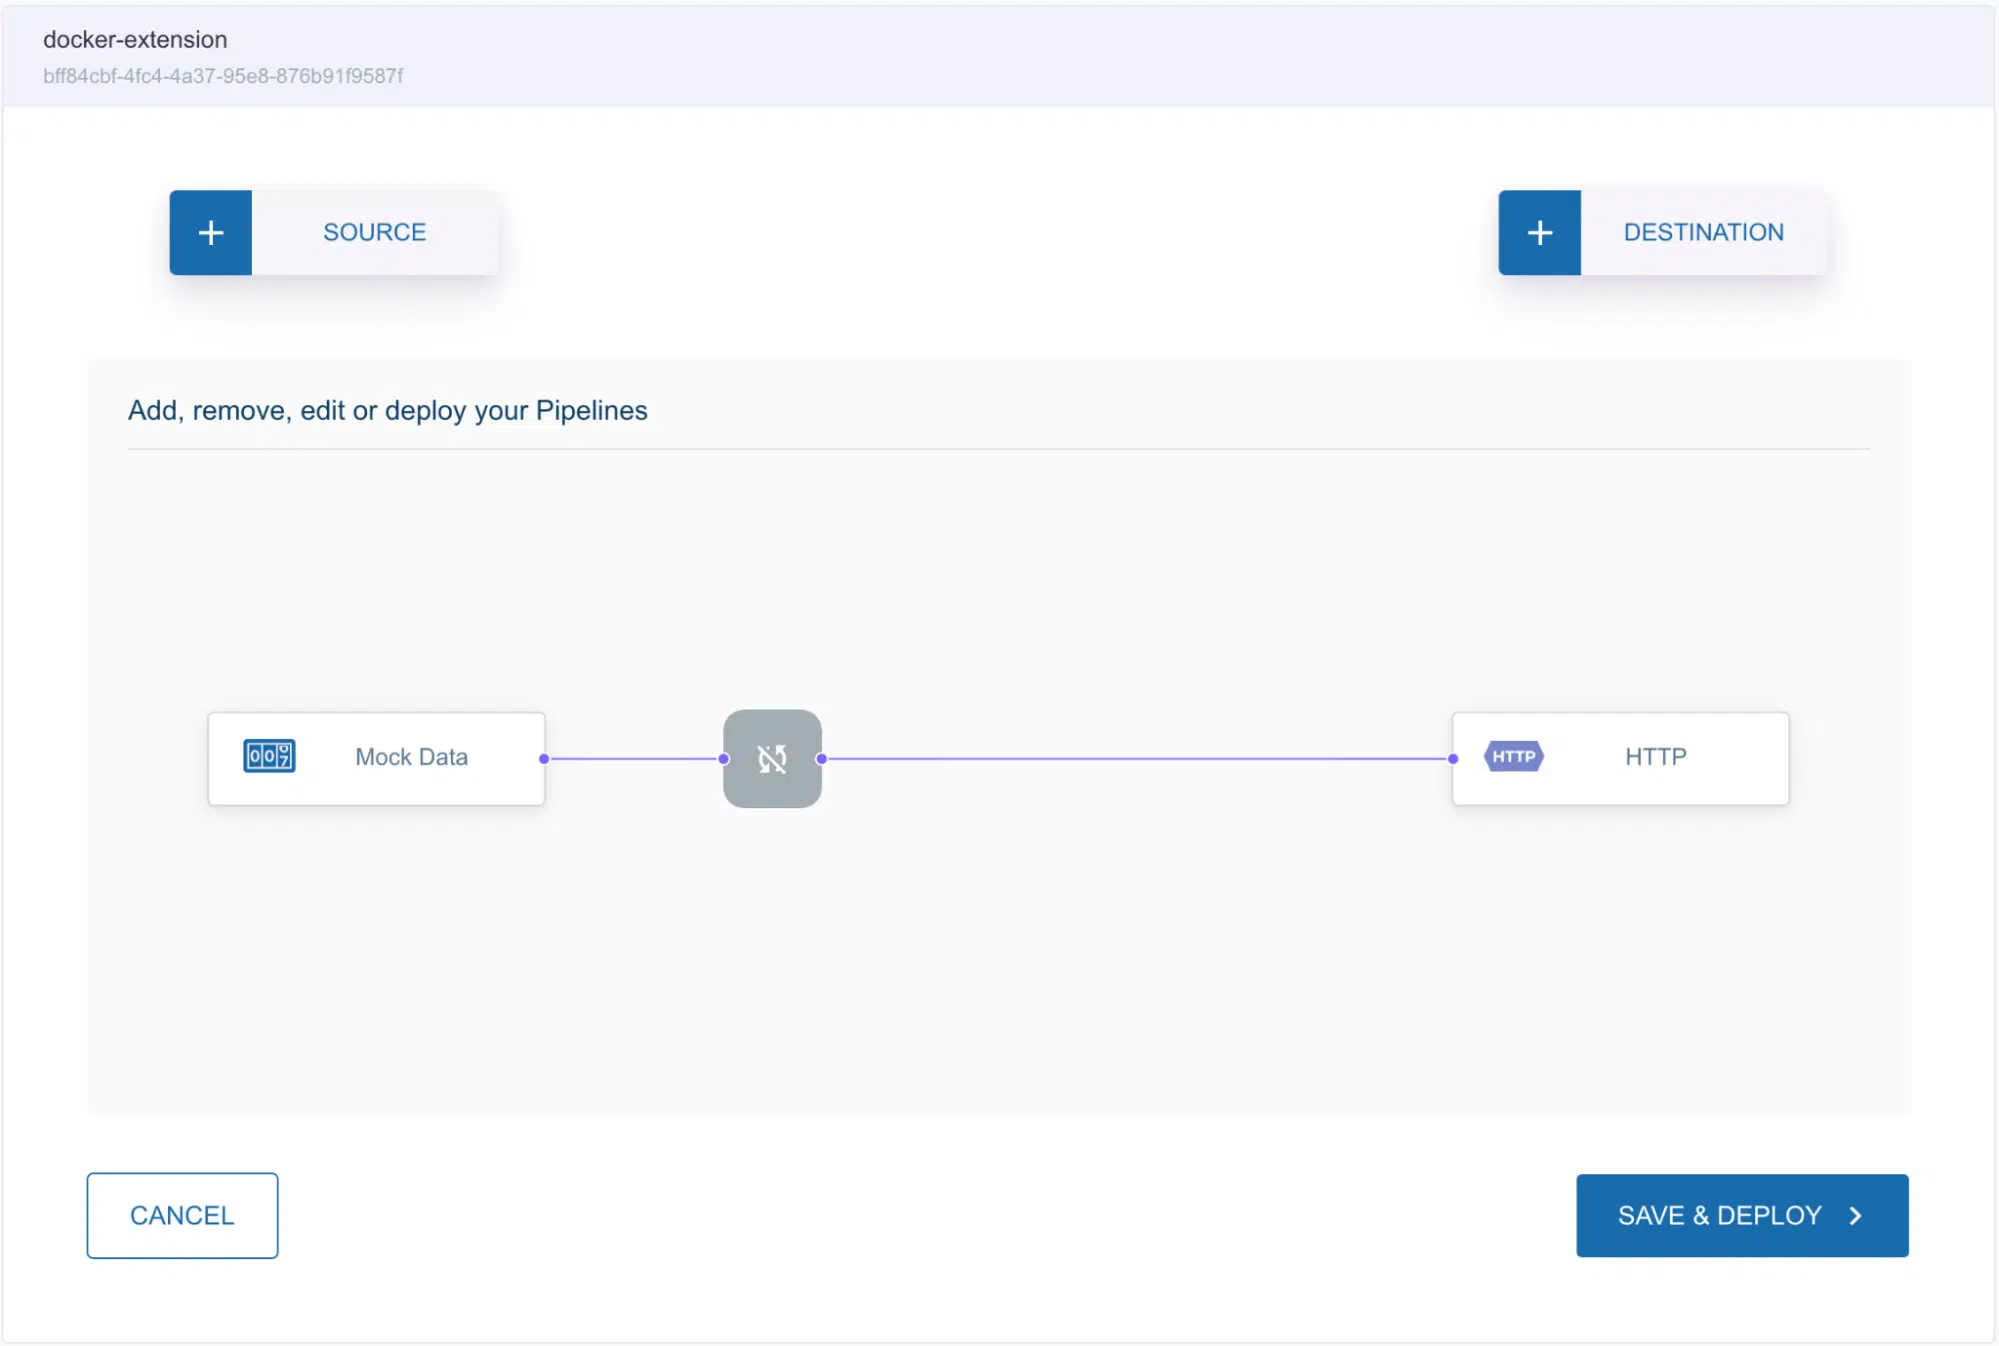 docker-extension
bff84cbf-4fc4-4a37-95e8-876b91f9587f
+ SOURCE
+ DESTINATION
Add, remove, edit or deploy your Pipelines
007 Mock Data
HTTP HTTP
CANCEL
SAVE & DEPLOY >